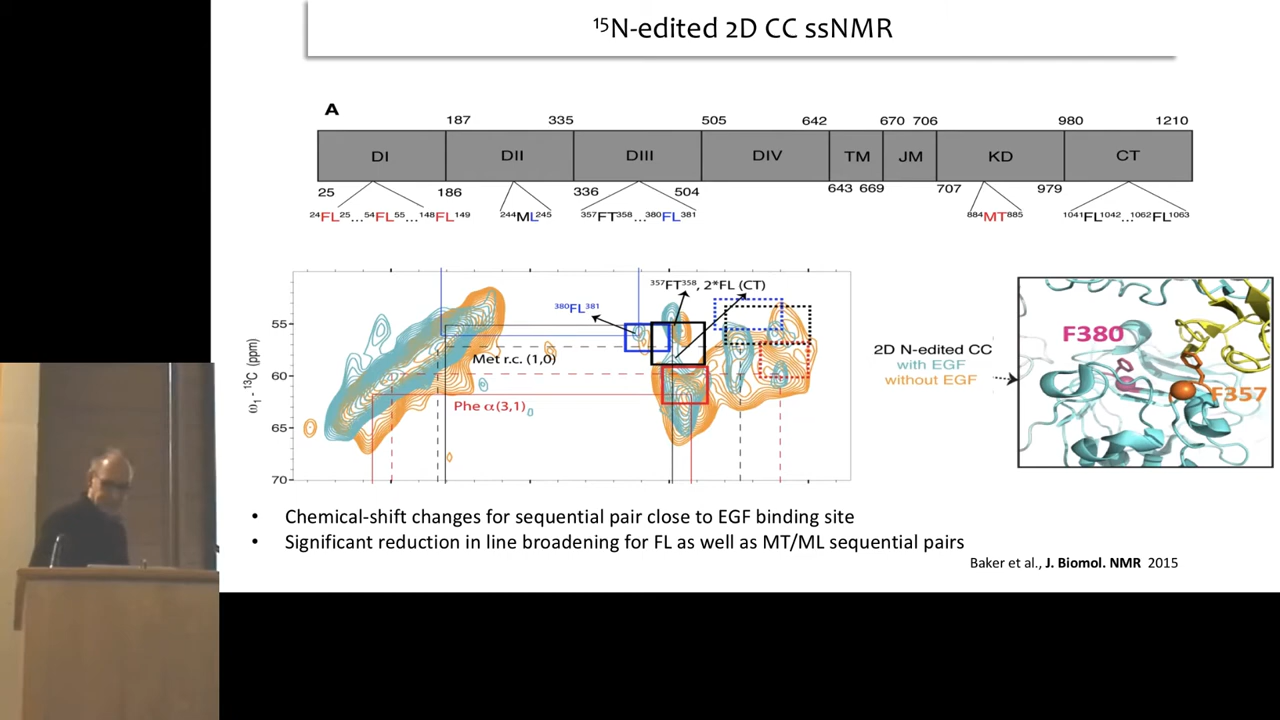 ¹⁵N-edited 2D CC ssNMR
A
187 335 505 642 670 706 980 1210
DI DII DIII DIV TM JM KD CT
25 186 336 504 643 669 707 979
²⁴FL²⁵...⁵⁴FL⁵⁵...¹⁴⁸FL¹⁴⁹ ²⁴⁴ML²⁴⁵ ³⁵⁷FT³⁵⁸...³⁸⁰FL³⁸¹ ⁸⁸⁴MT⁸⁸⁵ ¹⁰⁴¹FL¹⁰⁴²...¹⁰⁶²FL¹⁰⁶³
³⁵⁷FT³⁵⁸, 2*FL (CT)
³⁸⁰FL³⁸¹
55
60
65
70
ω₁ - ¹³C (ppm)
Met r.c. (1,0)
Phe α(3,1)
2D N-edited CC
with EGF
without EGF
F380
F357
• Chemical-shift changes for sequential pair close to EGF binding site
• Significant reduction in line broadening for FL as well as MT/ML sequential pairs
Baker et al., J. Biomol. NMR 2015